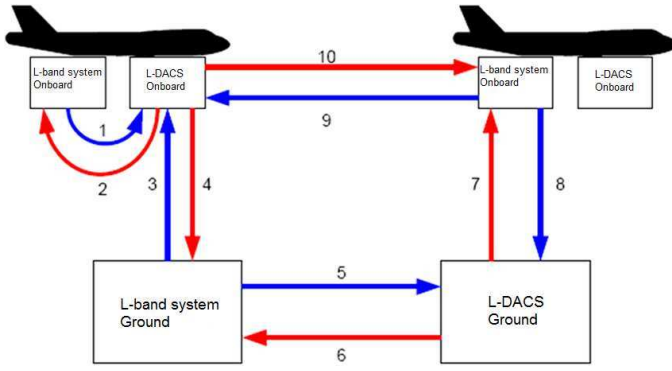 L-band system
Onboard
L-DACS
Onboard
10
L-band system
Onboard
L-DACS
Onboard
1
9
2
3
4
7
8
L-band system
Ground
5
L-DACS
Ground
6